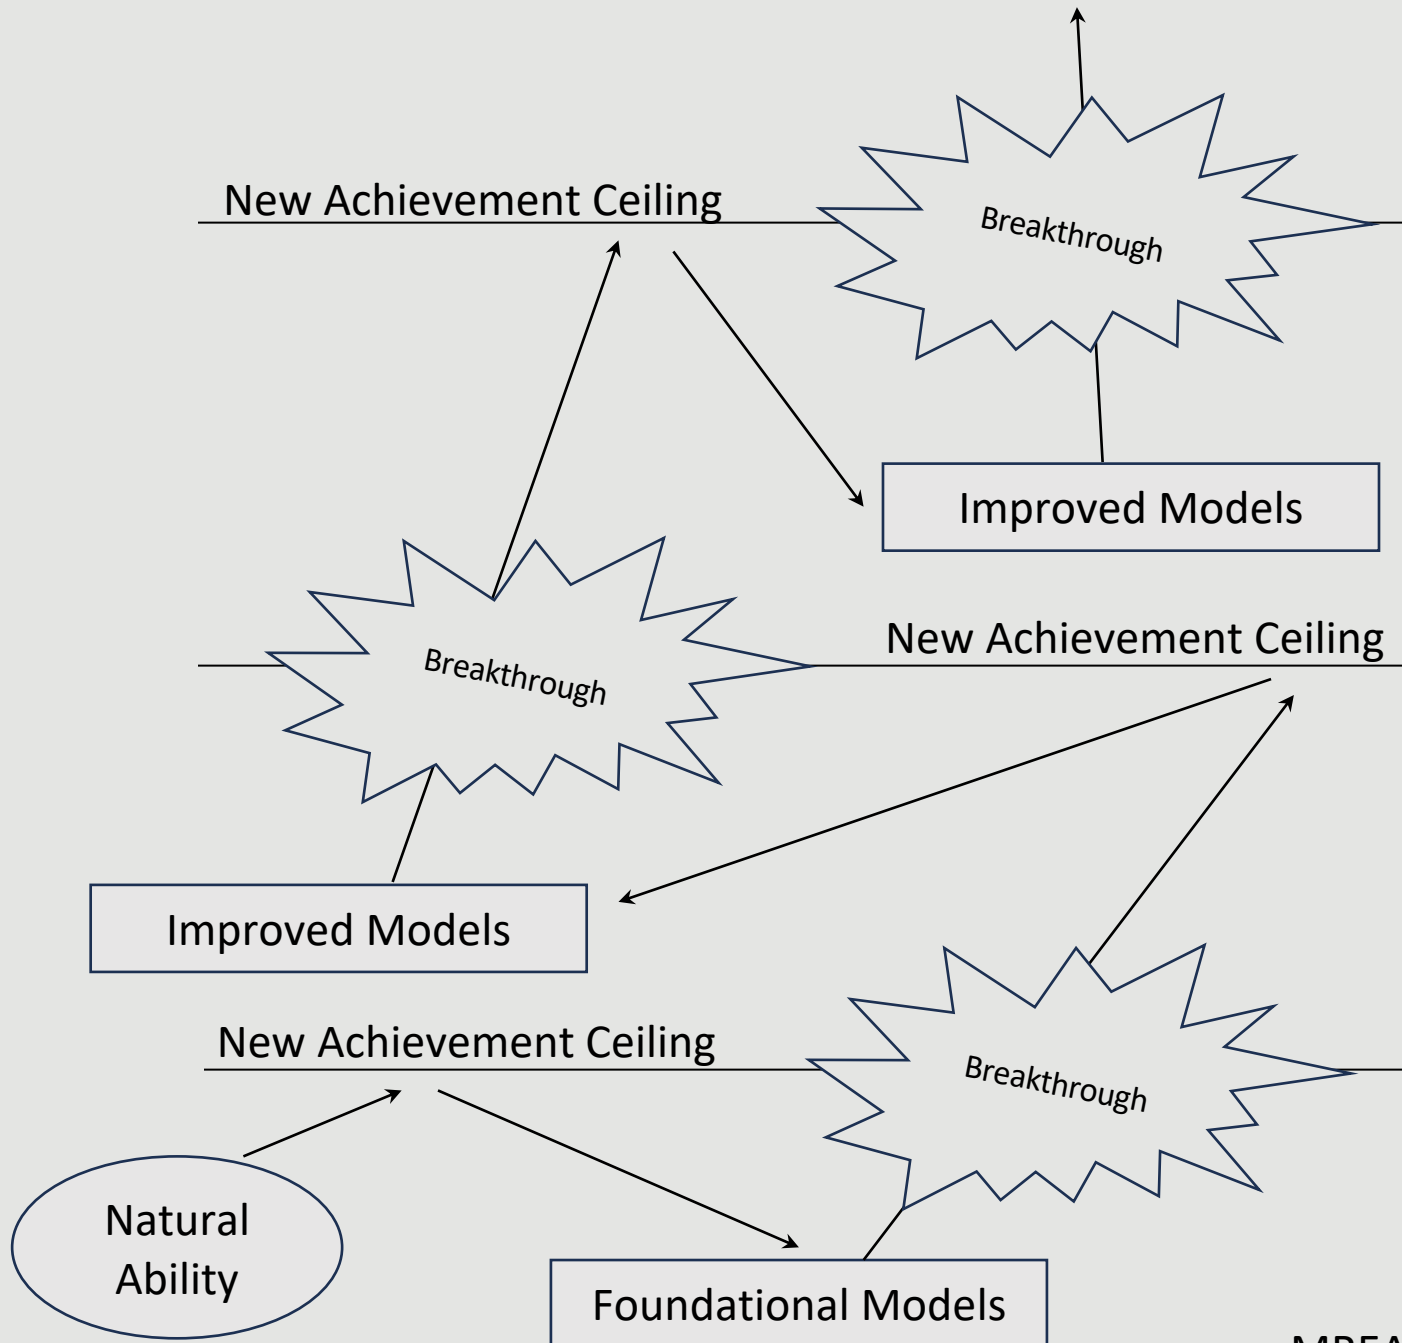 New Achievement Ceiling
Breakthrough
Improved Models
New Achievement Ceiling
Breakthrough
Improved Models
New Achievement Ceiling
Breakthrough
Natural
Ability
Foundational Models